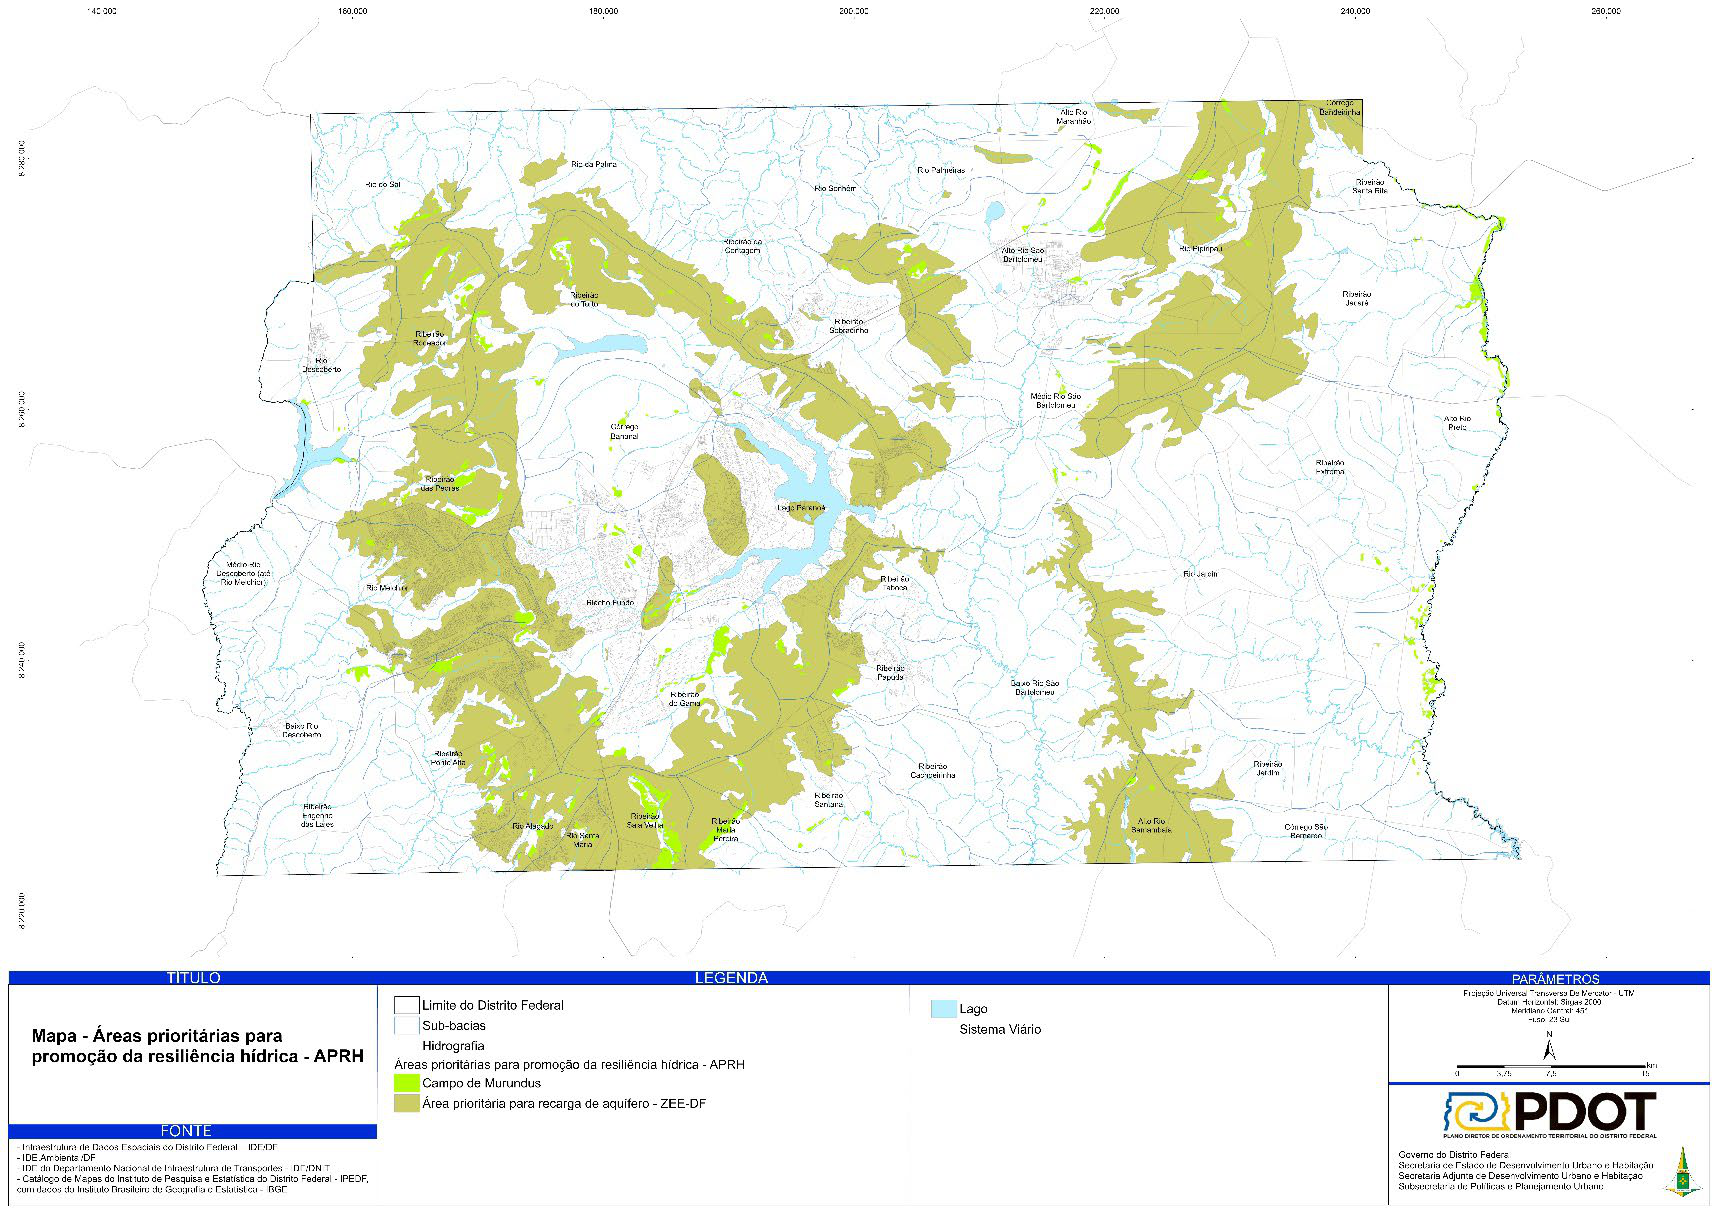 140.000
160.000
180.000
200.000
220.000
240.000
260.000
8.280.000
8.260.000
8.240.000
8.220.000
Córrego
Bandeirinha
Alto Rio
Maranhão
Rio da Palma
Rio Palmeiras
Rio do Sal
Rio Sonhém
Ribeirão
Santa Rita
Ribeirão da
Contagem
Alto Rio São
Bartolomeu
Rio Pipiripau
Ribeirão
do Torto
Ribeirão
Jacaré
Ribeirão
Rodeador
Ribeirão
Sobradinho
Rio
Descoberto
Médio Rio São
Bartolomeu
Alto Rio
Preto
Córrego
Bananal
Ribeirão
Extrema
Ribeirão
das Pedras
Lago Paranoá
Médio Rio
Descoberto (até
Rio Melchior)
Rio Melchior
Ribeirão
Taboca
Rio Jardim
Riacho Fundo
Ribeirão
Papuda
Baixo Rio São
Bartolomeu
Ribeirão
do Gama
Baixo Rio
Descoberto
Ribeirão
Ponte Alta
Ribeirão
Cachoeirinha
Ribeirão
Jardim
Ribeirão
Engenho
das Lajes
Ribeirão
Santana
Rio Alagado
Rio Santa
Maria
Ribeirão
Saia Velha
Ribeirão
Maria
Pereira
Alto Rio
Samambaia
Córrego São
Bernardo
TÍTULO
Mapa - Áreas prioritárias para
promoção da resiliência hídrica - APRH
FONTE
- Infraestrutura de Dados Espaciais do Distrito Federal - IDE/DF
- IDE Ambiental/DF
- IDE do Departamento Nacional de Infraestrutura de Transportes - IDE/DNIT
- Catálogo de Mapas do Instituto de Pesquisa e Estatística do Distrito Federal - IPEDF,
com dados do Instituto Brasileiro de Geografia e Estatística - IBGE
LEGENDA
Limite do Distrito Federal
Sub-bacias
Hidrografia
Áreas prioritárias para promoção da resiliência hídrica - APRH
Campo de Murundus
Área prioritária para recarga de aquífero - ZEE-DF
Lago
Sistema Viário
PARÂMETROS
Projeção Universal Transversa De Mercator - UTM
Datum Horizontal: Sirgas 2000
Meridiano Central: 45°
Fuso: 23 Sul
N
km
0 3,75 7,5 15
PDOT
PLANO DIRETOR DE ORDENAMENTO TERRITORIAL DO DISTRITO FEDERAL
Governo do Distrito Federal
Secretaria de Estado de Desenvolvimento Urbano e Habitação
Secretaria Adjunta de Desenvolvimento Urbano e Habitação
Subsecretaria de Políticas e Planejamento Urbano